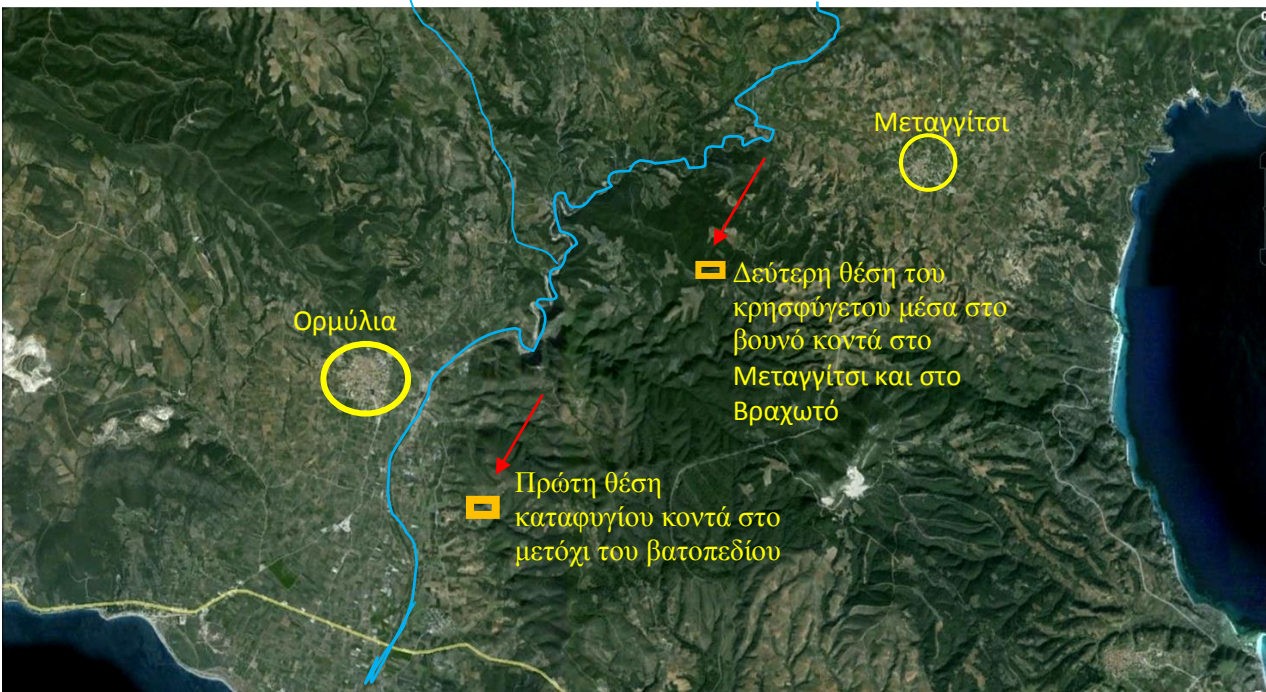 Μεταγγίτσι
Δεύτερη θέση του
κρησφύγετου μέσα στο
βουνό κοντά στο
Μεταγγίτσι και στο
Βραχωτό
Ορμύλια
Πρώτη θέση
καταφυγίου κοντά στο
μετόχι του βατοπεδίου